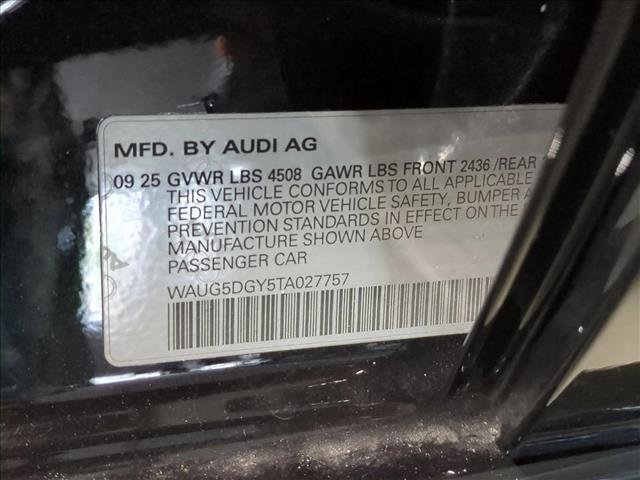 MFD. BY AUDI AG
09 25 GVWR LBS 4508 GAWR LBS FRONT 2436 /REAR
THIS VEHICLE CONFORMS TO ALL APPLICABLE
FEDERAL MOTOR VEHICLE SAFETY, BUMPER A
PREVENTION STANDARDS IN EFFECT ON THE
MANUFACTURE SHOWN ABOVE
PASSENGER CAR
WAUG5DGY5TA027757